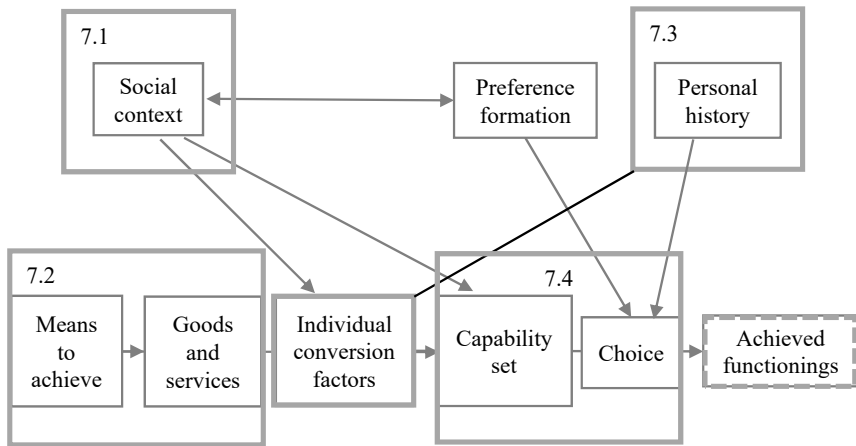 7.1
Social
context
Preference
formation
7.3
Personal
history
7.2
Means
to
achieve
Goods
and
services
Individual
conversion
factors
7.4
Capability
set
Choice
Achieved
functionings